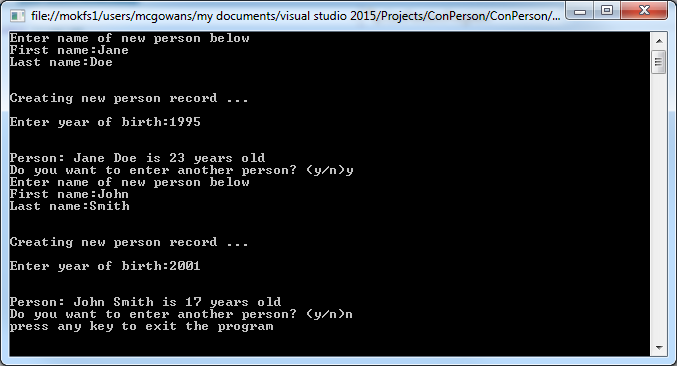 file://mokfs1/users/mcgowans/my documents/visual studio 2015/Projects/ConPerson/ConPerson/...
Enter name of new person below
First name:Jane
Last name:Doe
Creating new person record ...
Enter year of birth:1995
Person: Jane Doe is 23 years old
Do you want to enter another person? (y/n)y
Enter name of new person below
First name:John
Last name:Smith
Creating new person record ...
Enter year of birth:2001
Person: John Smith is 17 years old
Do you want to enter another person? (y/n)n
press any key to exit the program